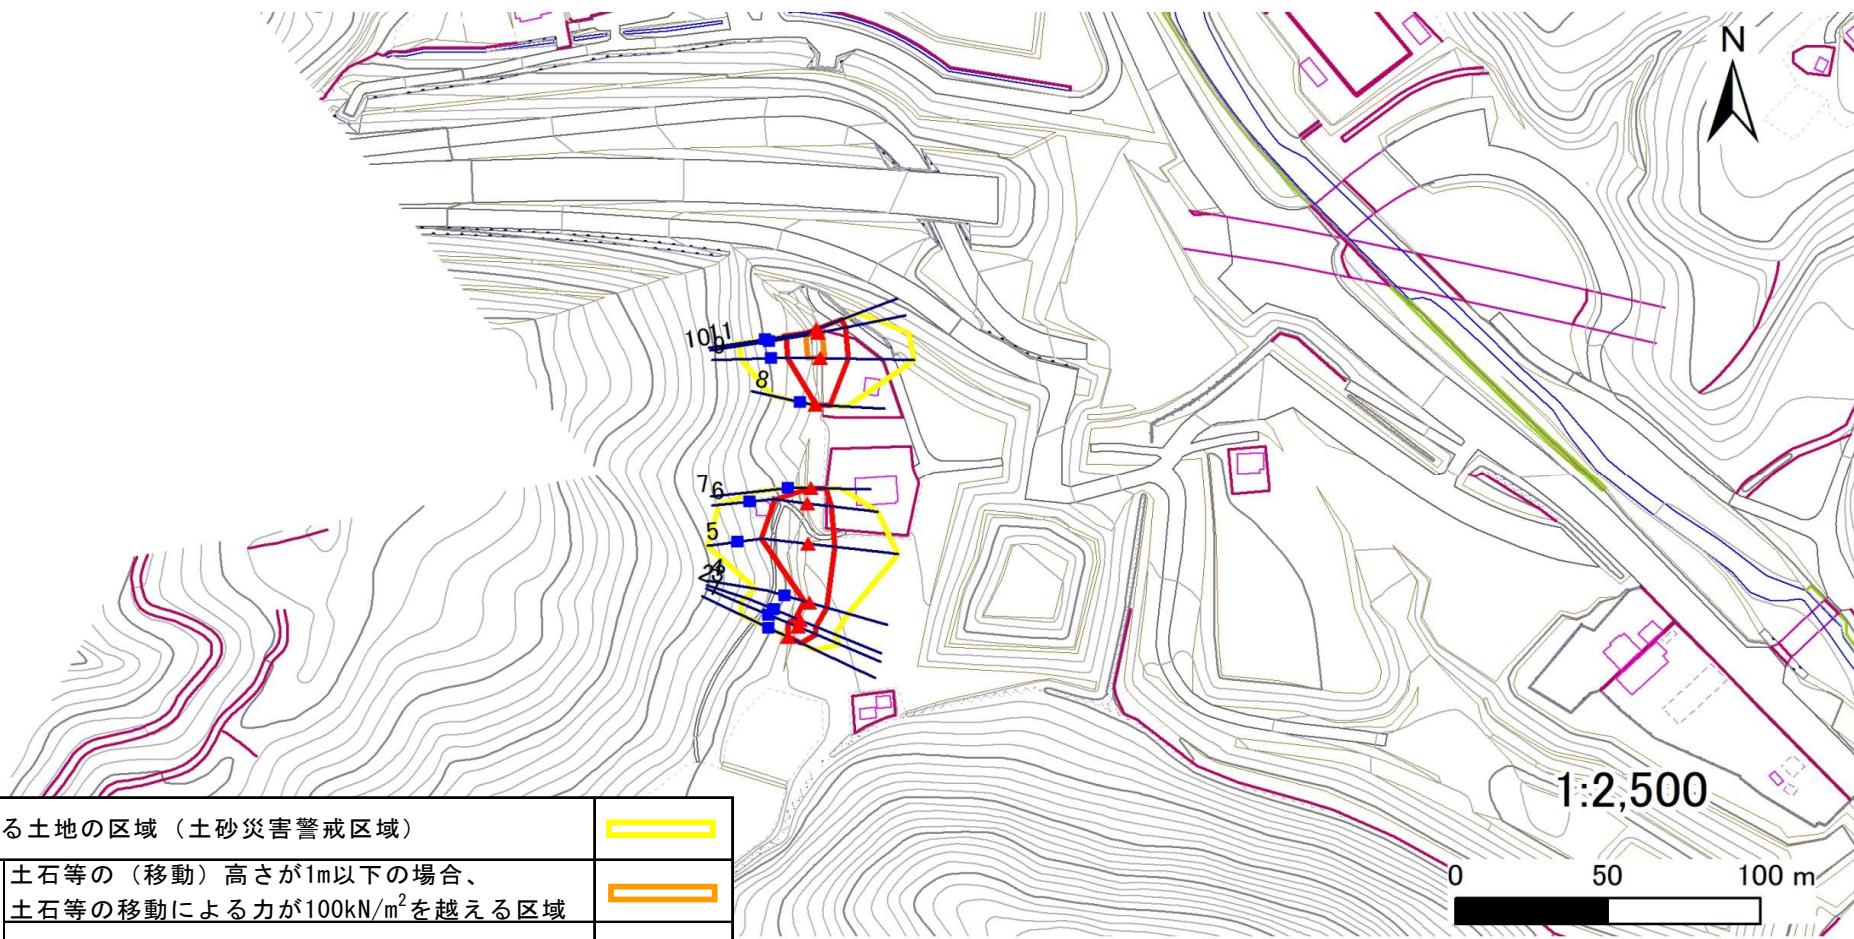 N
1011
9
8
7
6
5
4
23
る土地の区域（土砂災害警戒区域）
土石等の（移動）高さが1m以下の場合、
土石等の移動による力が100kN/m²を越える区域
1:2,500
0 50 100 m